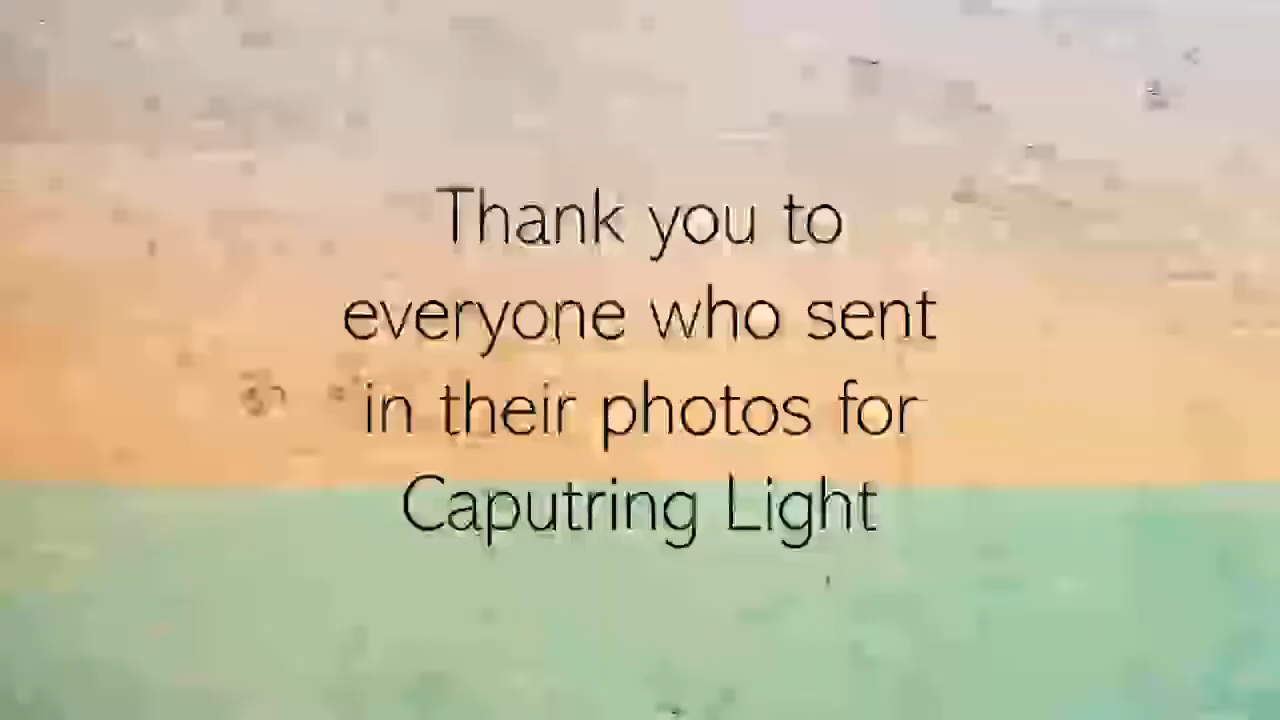 Thank you to
everyone who sent
in their photos for
Caputring Light